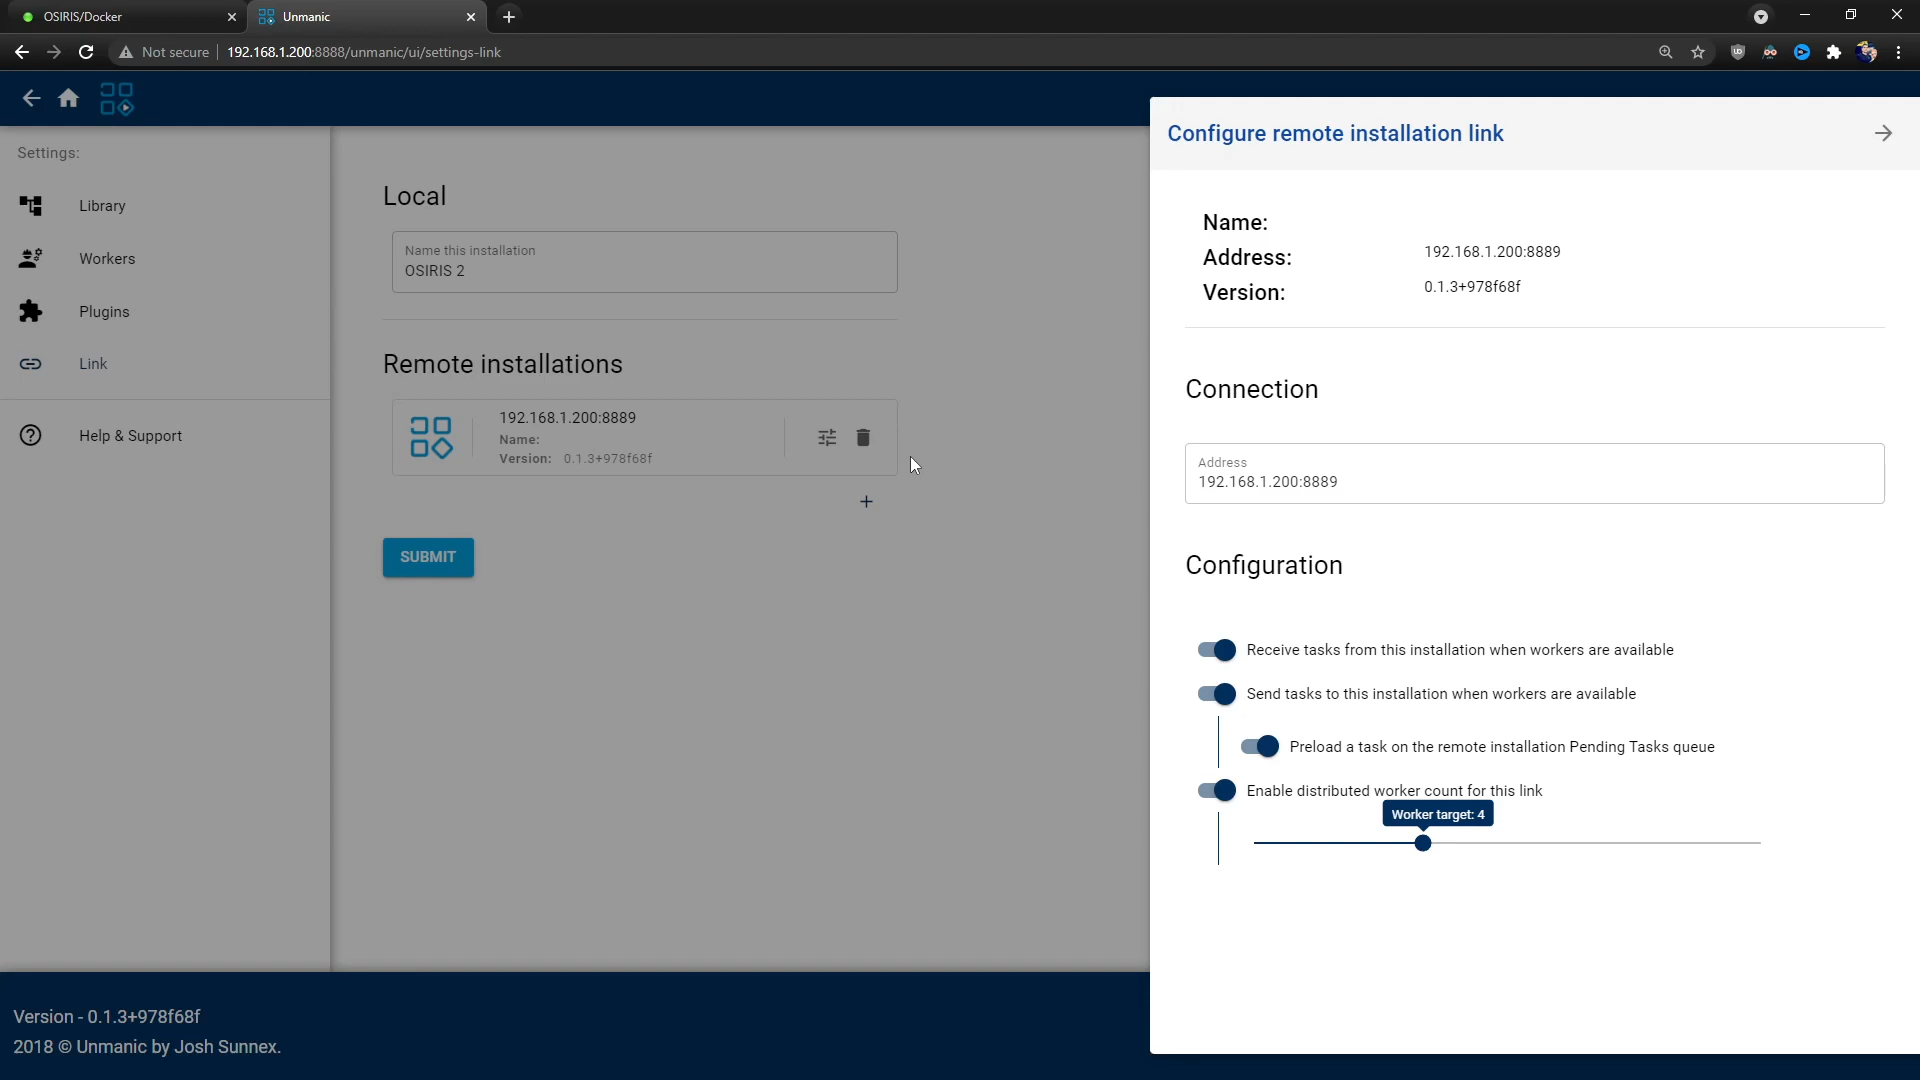 OSIRIS/Docker
Unmanic
Not secure
192.168.1.200:8888/unmanic/ui/settings-link
Settings:
Library
Workers
Plugins
Link
Help & Support
Local
Name this installation
OSIRIS 2
Remote installations
192.168.1.200:8889
Name:
Version: 0.1.3+978f68f
SUBMIT
Configure remote installation link
Name:
Address: 192.168.1.200:8889
Version: 0.1.3+978f68f
Connection
Address
192.168.1.200:8889
Configuration
Receive tasks from this installation when workers are available
Send tasks to this installation when workers are available
Preload a task on the remote installation Pending Tasks queue
Enable distributed worker count for this link
Worker target: 4
Version - 0.1.3+978f68f
2018 © Unmanic by Josh Sunnex.